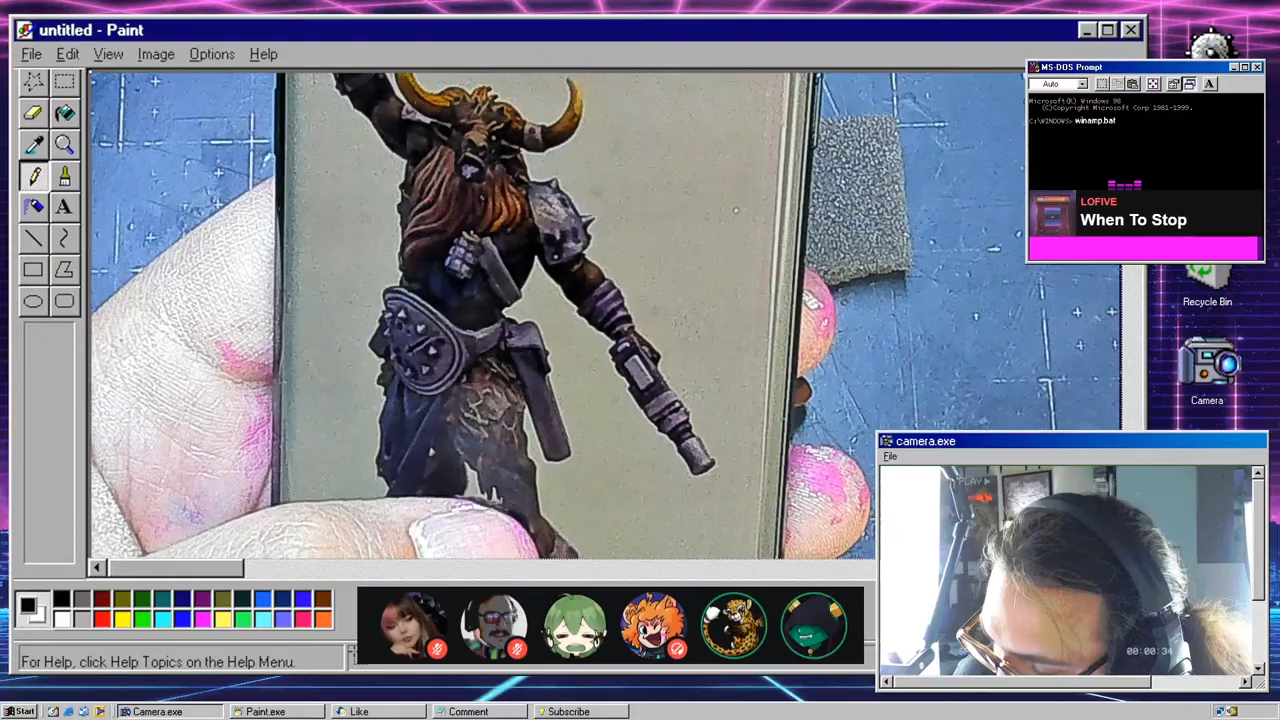 untitled - Paint
File Edit View Image Options Help
MS-DOS Prompt
Auto
A
Microsoft(R) Windows 98
(C)Copyright Microsoft Corp 1981-1999.
C:\WINDOWS> winamp.bat
LOFIVE
When To Stop
A
Recycle Bin
Camera
camera.exe
File
PLAY
00:00:34
For Help, click Help Topics on the Help Menu.
Start Camera.exe Paint.exe Like Comment Subscribe